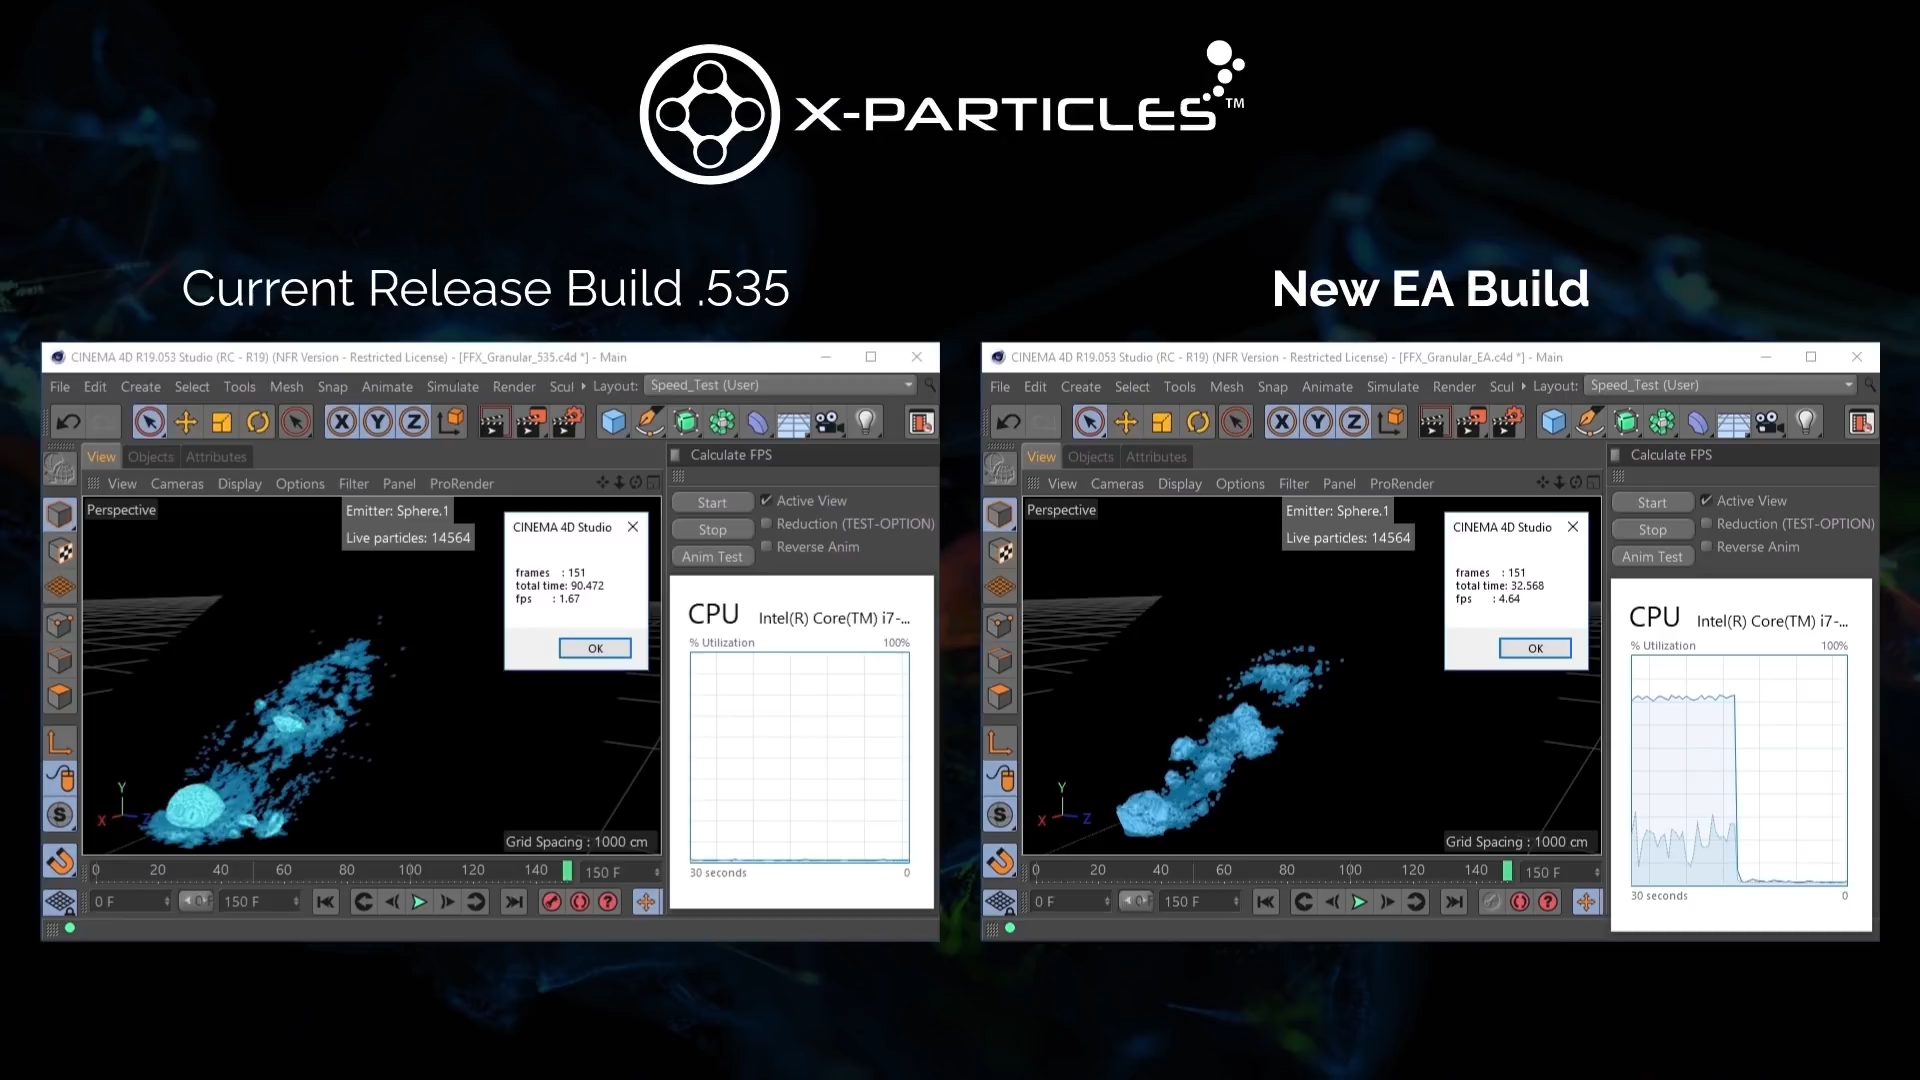 X-PARTICLES™
Current Release Build .535
New EA Build
CINEMA 4D R19.053 Studio (RC - R19) (NFR Version - Restricted License) - [FFX_Granular_535.c4d *] - Main
File Edit Create Select Tools Mesh Snap Animate Simulate Render Scul Layout: Speed_Test (User)
X Y Z
View Objects Attributes
Calculate FPS
View Cameras Display Options Filter Panel ProRender
Perspective
Emitter: Sphere.1
Live particles: 14564
Start
Active View
Stop
Reduction (TEST-OPTION)
Anim Test
Reverse Anim
CINEMA 4D Studio
frames : 151
total time: 90.472
fps : 1.67
OK
CPU Intel(R) Core(TM) i7-...
% Utilization 100%
30 seconds 0
Y
X Z
S
Grid Spacing : 1000 cm
0 20 40 60 80 100 120 140 150 F
0 F 0 150 F
CINEMA 4D R19.053 Studio (RC - R19) (NFR Version - Restricted License) - [FFX_Granular_EA.c4d *] - Main
File Edit Create Select Tools Mesh Snap Animate Simulate Render Scul Layout: Speed_Test (User)
X Y Z
View Objects Attributes
Calculate FPS
View Cameras Display Options Filter Panel ProRender
Perspective
Emitter: Sphere.1
Live particles: 14564
Start
Active View
Stop
Reduction (TEST-OPTION)
Anim Test
Reverse Anim
CINEMA 4D Studio
frames : 151
total time: 32.568
fps : 4.64
OK
CPU Intel(R) Core(TM) i7-...
% Utilization 100%
30 seconds 0
Y
X Z
S
Grid Spacing : 1000 cm
0 20 40 60 80 100 120 140 150 F
0 F 0 150 F